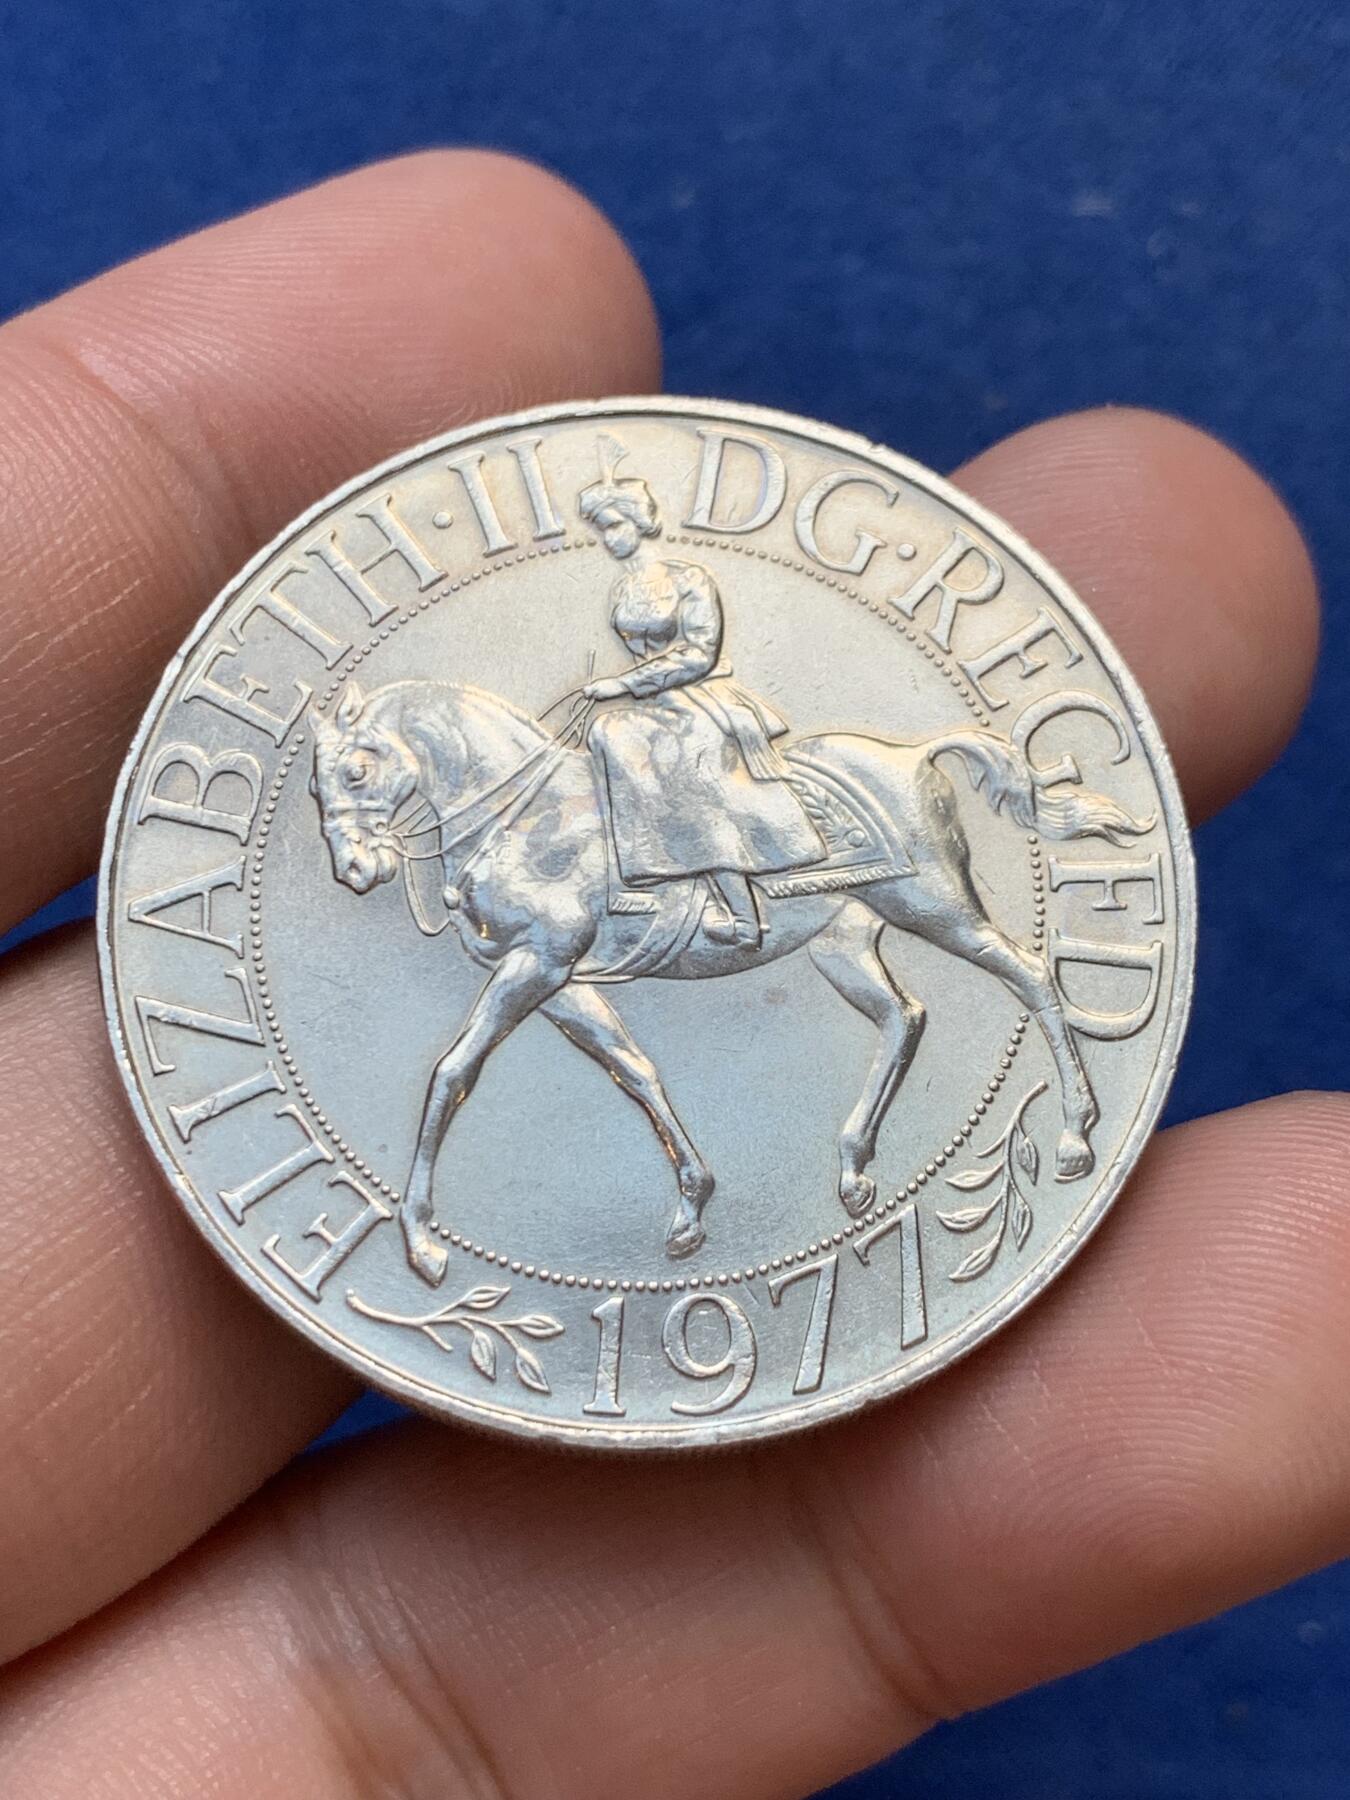 ELIZABETH·II DG·REG FD
1977